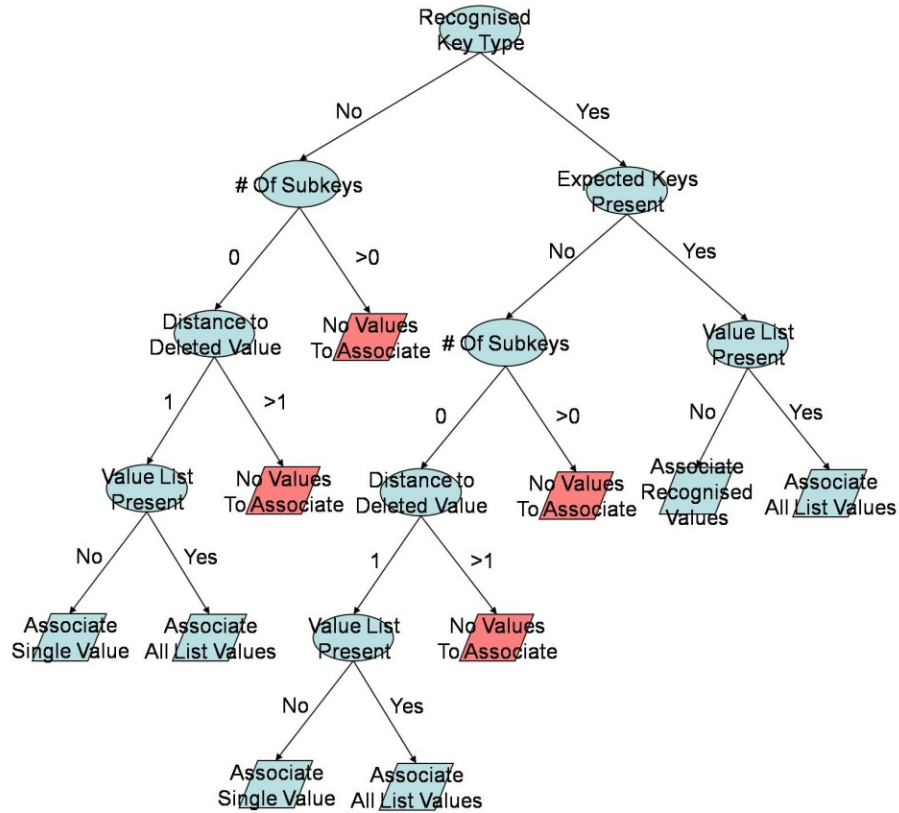 Recognised
Key Type
No
Yes
# Of Subkeys
Expected Keys
Present
0
>0
No
Yes
Distance to
Deleted Value
No Values
To Associate
# Of Subkeys
Value List
Present
1
>1
0
>0
No
Yes
Value List
Present
No Values
To Associate
Distance to
Deleted Value
No Values
To Associate
Associate
Recognised
Values
Associate
All List Values
No
Yes
1
>1
Associate
Single Value
Associate
All List Values
Value List
Present
No Values
To Associate
No
Yes
Associate
Single Value
Associate
All List Values